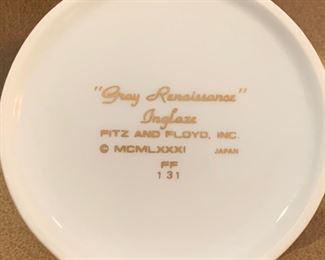 "Gray Renaissance"
Inglaze
FITZ AND FLOYD, INC.
© MCMLXXXI JAPAN
FF
131